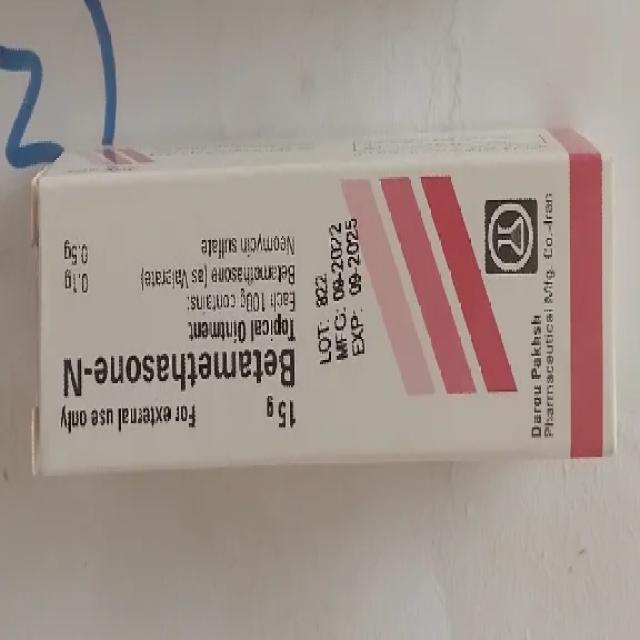 Betamethasone-N
Topical Ointment
Each 100g contains:
Betamethasone (as Valerate) 0.1g
Neomycin sulfate 0.5g
For external use only
15 g
LOT: 822
MFG: 09-2022
EXP: 09-2025
Darou Pakhsh
Pharmaceutical Mfg. Co.-Iran
2)